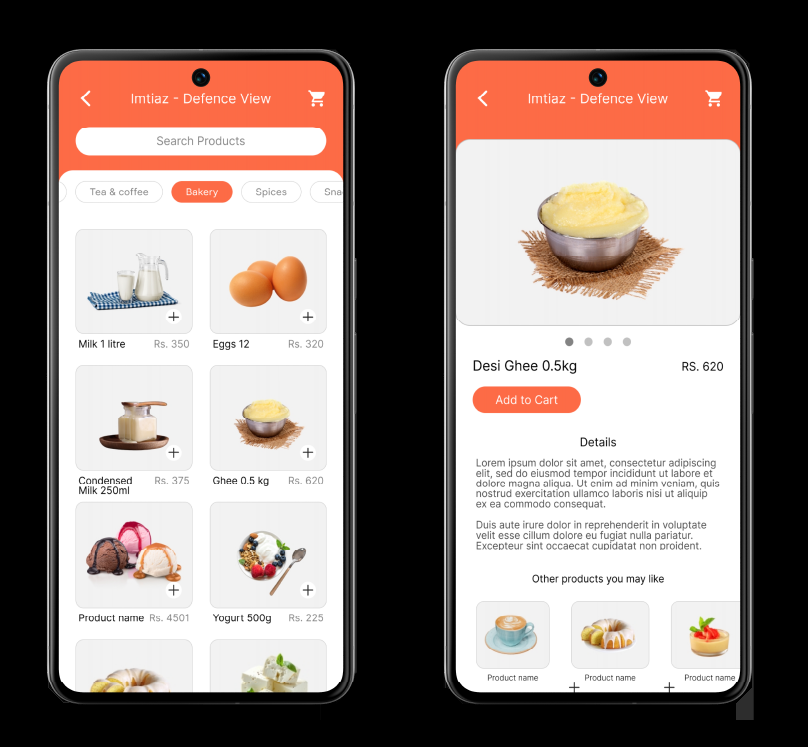 Imtiaz - Defence View
Search Products
Tea & coffee
Bakery
Spices
Sna
Milk 1 litre Rs. 350
Eggs 12 Rs. 320
Condensed Rs. 375
Milk 250ml
Ghee 0.5 kg Rs. 620
Product name Rs. 4501
Yogurt 500g Rs. 225
Imtiaz - Defence View
Desi Ghee 0.5kg RS. 620
Add to Cart
Details
Lorem ipsum dolor sit amet, consectetur adipiscing
elit, sed do eiusmod tempor incididunt ut labore et
dolore magna aliqua. Ut enim ad minim veniam, quis
nostrud exercitation ullamco laboris nisi ut aliquip
ex ea commodo consequat.
Duis aute irure dolor in reprehenderit in voluptate
velit esse cillum dolore eu fugiat nulla pariatur.
Excepteur sint occaecat cupidatat non proident.
Other products you may like
Product name
Product name
Product name